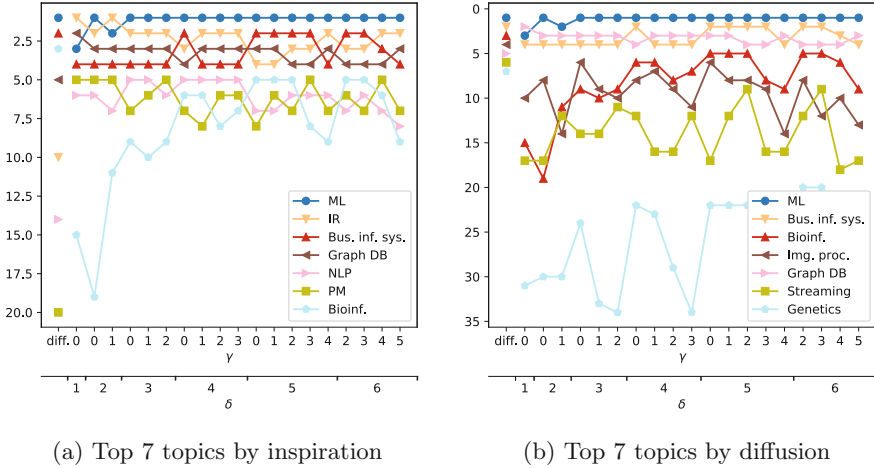 2.5
5.0
7.5
10.0
12.5
15.0
17.5
20.0
ML
IR
Bus. inf. sys.
Graph DB
NLP
PM
Bioinf.
diff. 0 0 1 0 1 2 0 1 2 3 0 1 2 3 4 2 3 4 5
γ
1 2 3 4 5 6
δ
(a) Top 7 topics by inspiration
0
5
10
15
20
25
30
35
ML
Bus. inf. sys.
Bioinf.
Img. proc.
Graph DB
Streaming
Genetics
diff. 0 0 1 0 1 2 0 1 2 3 0 1 2 3 4 2 3 4 5
γ
1 2 3 4 5 6
δ
(b) Top 7 topics by diffusion